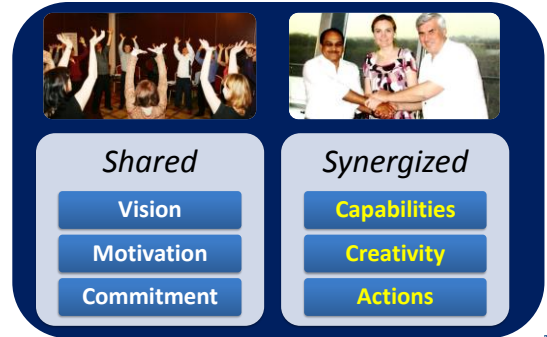 Shared
Vision
Motivation
Commitment
Synergized
Capabilities
Creativity
Actions